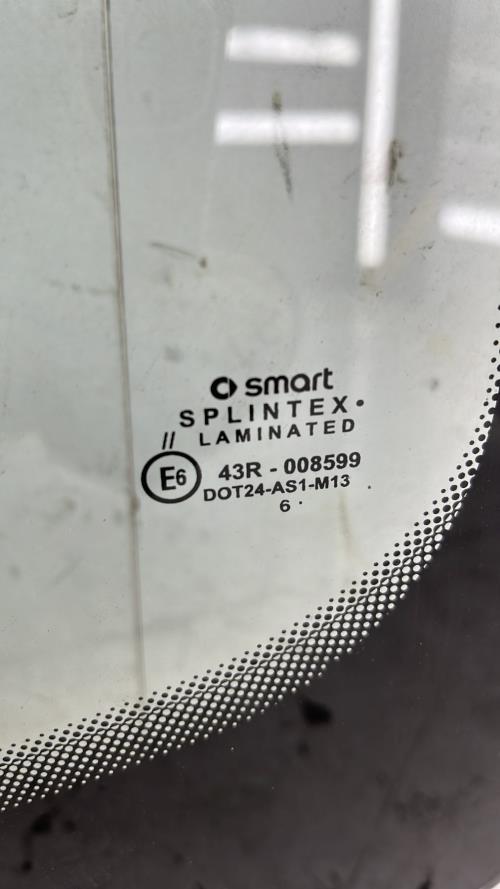 smart
SPLINTEX•
LAMINATED
//
E6
43R - 008599
DOT24-AS1-M13 .
6 •